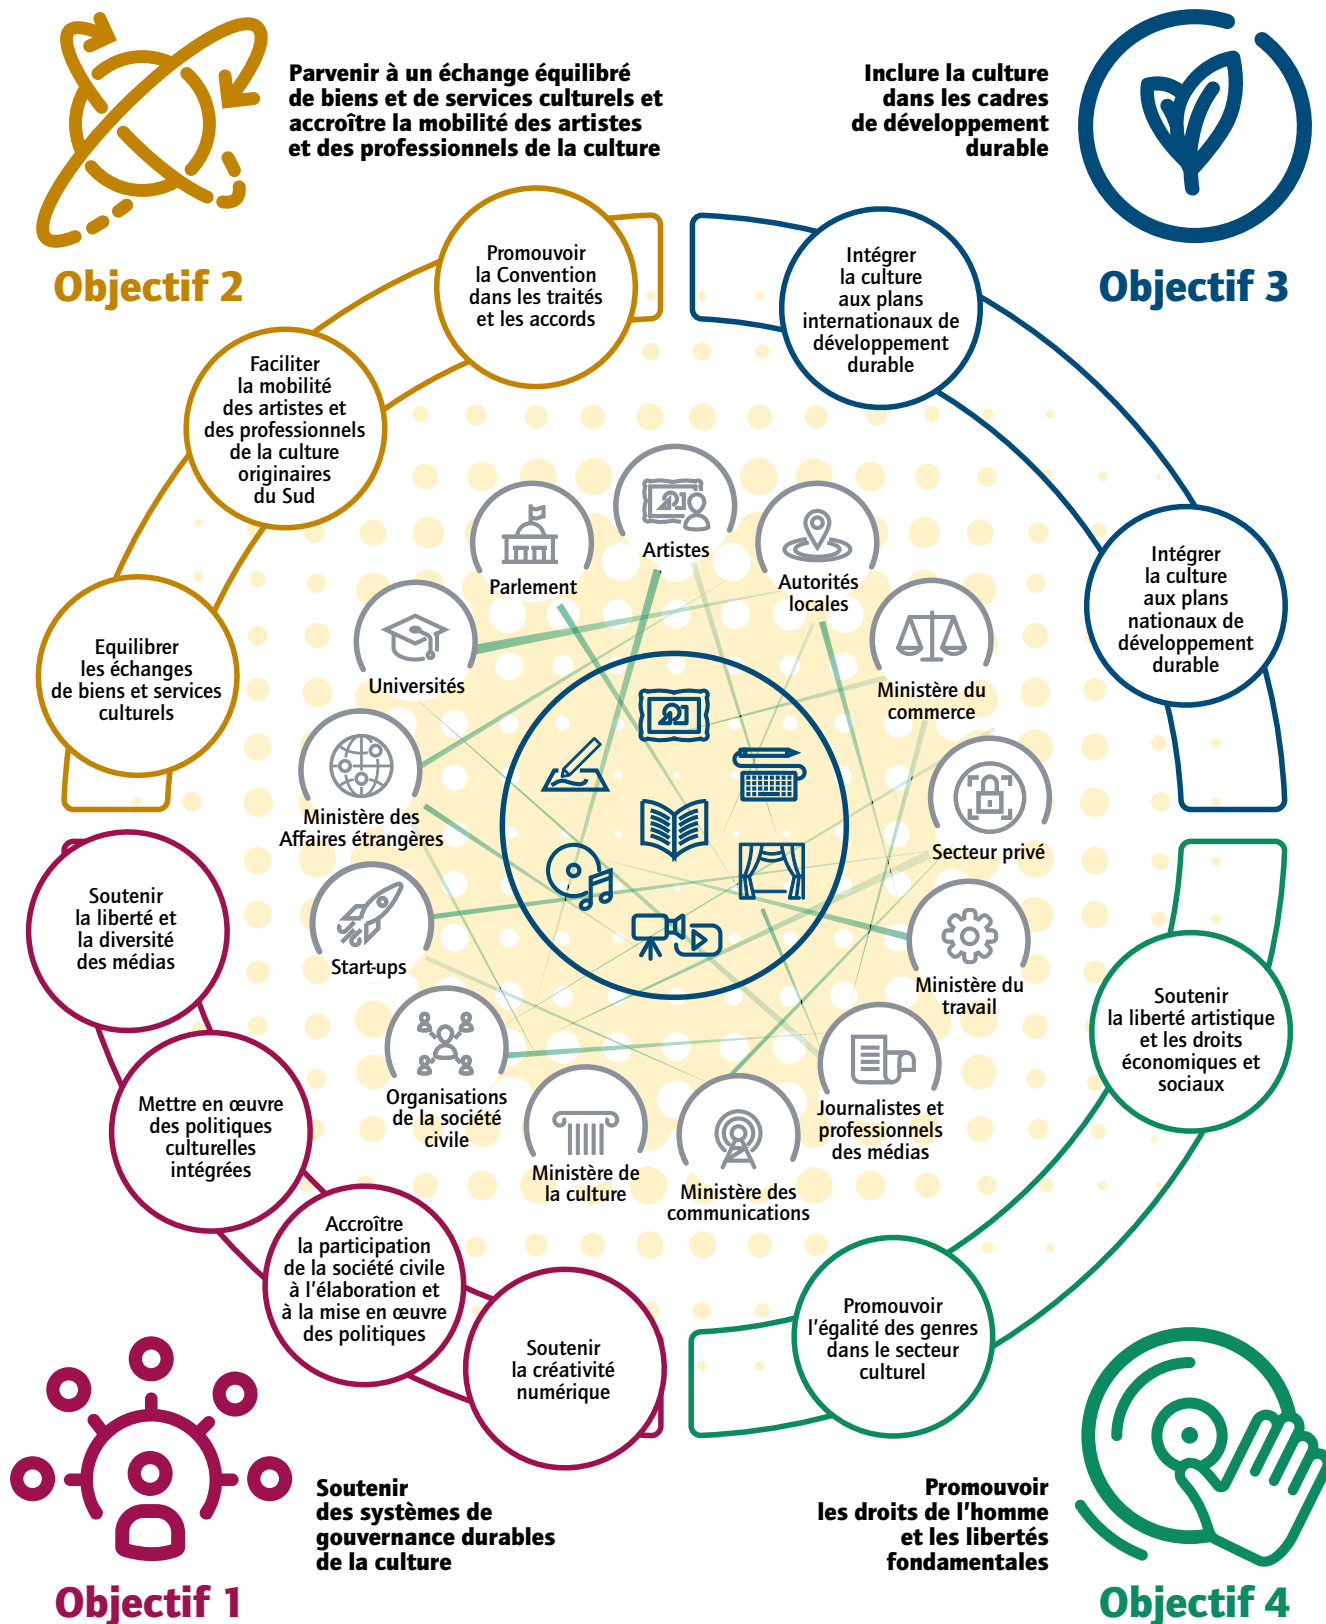 Parvenir à un échange équilibré
de biens et de services culturels et
accroître la mobilité des artistes
et des professionnels de la culture
Objectif 2
Inclure la culture
dans les cadres
de développement
durable
Objectif 3
Promouvoir
la Convention
dans les traités
et les accords
Faciliter
la mobilité
des artistes et
des professionnels
de la culture
originaires
du Sud
Equilibrer
les échanges
de biens et services
culturels
Intégrer
la culture
aux plans
internationaux de
développement
durable
Intégrer
la culture
aux plans
nationaux de
développement
durable
Artistes
Parlement
Autorités
locales
Universités
Ministère du
commerce
Ministère des
Affaires étrangères
Secteur privé
Start-ups
Ministère du
travail
Organisations
de la société
civile
Journalistes et
professionnels
des médias
Ministère de
la culture
Ministère des
communications
Soutenir
la liberté et
la diversité
des médias
Mettre en œuvre
des politiques
culturelles
intégrées
Accroître
la participation
de la société civile
à l'élaboration et
à la mise en œuvre
des politiques
Soutenir
la créativité
numérique
Soutenir
la liberté artistique
et les droits
économiques et
sociaux
Promouvoir
l'égalité des genres
dans le secteur
culturel
Soutenir
des systèmes de
gouvernance durables
de la culture
Objectif 1
Promouvoir
les droits de l'homme
et les libertés
fondamentales
Objectif 4